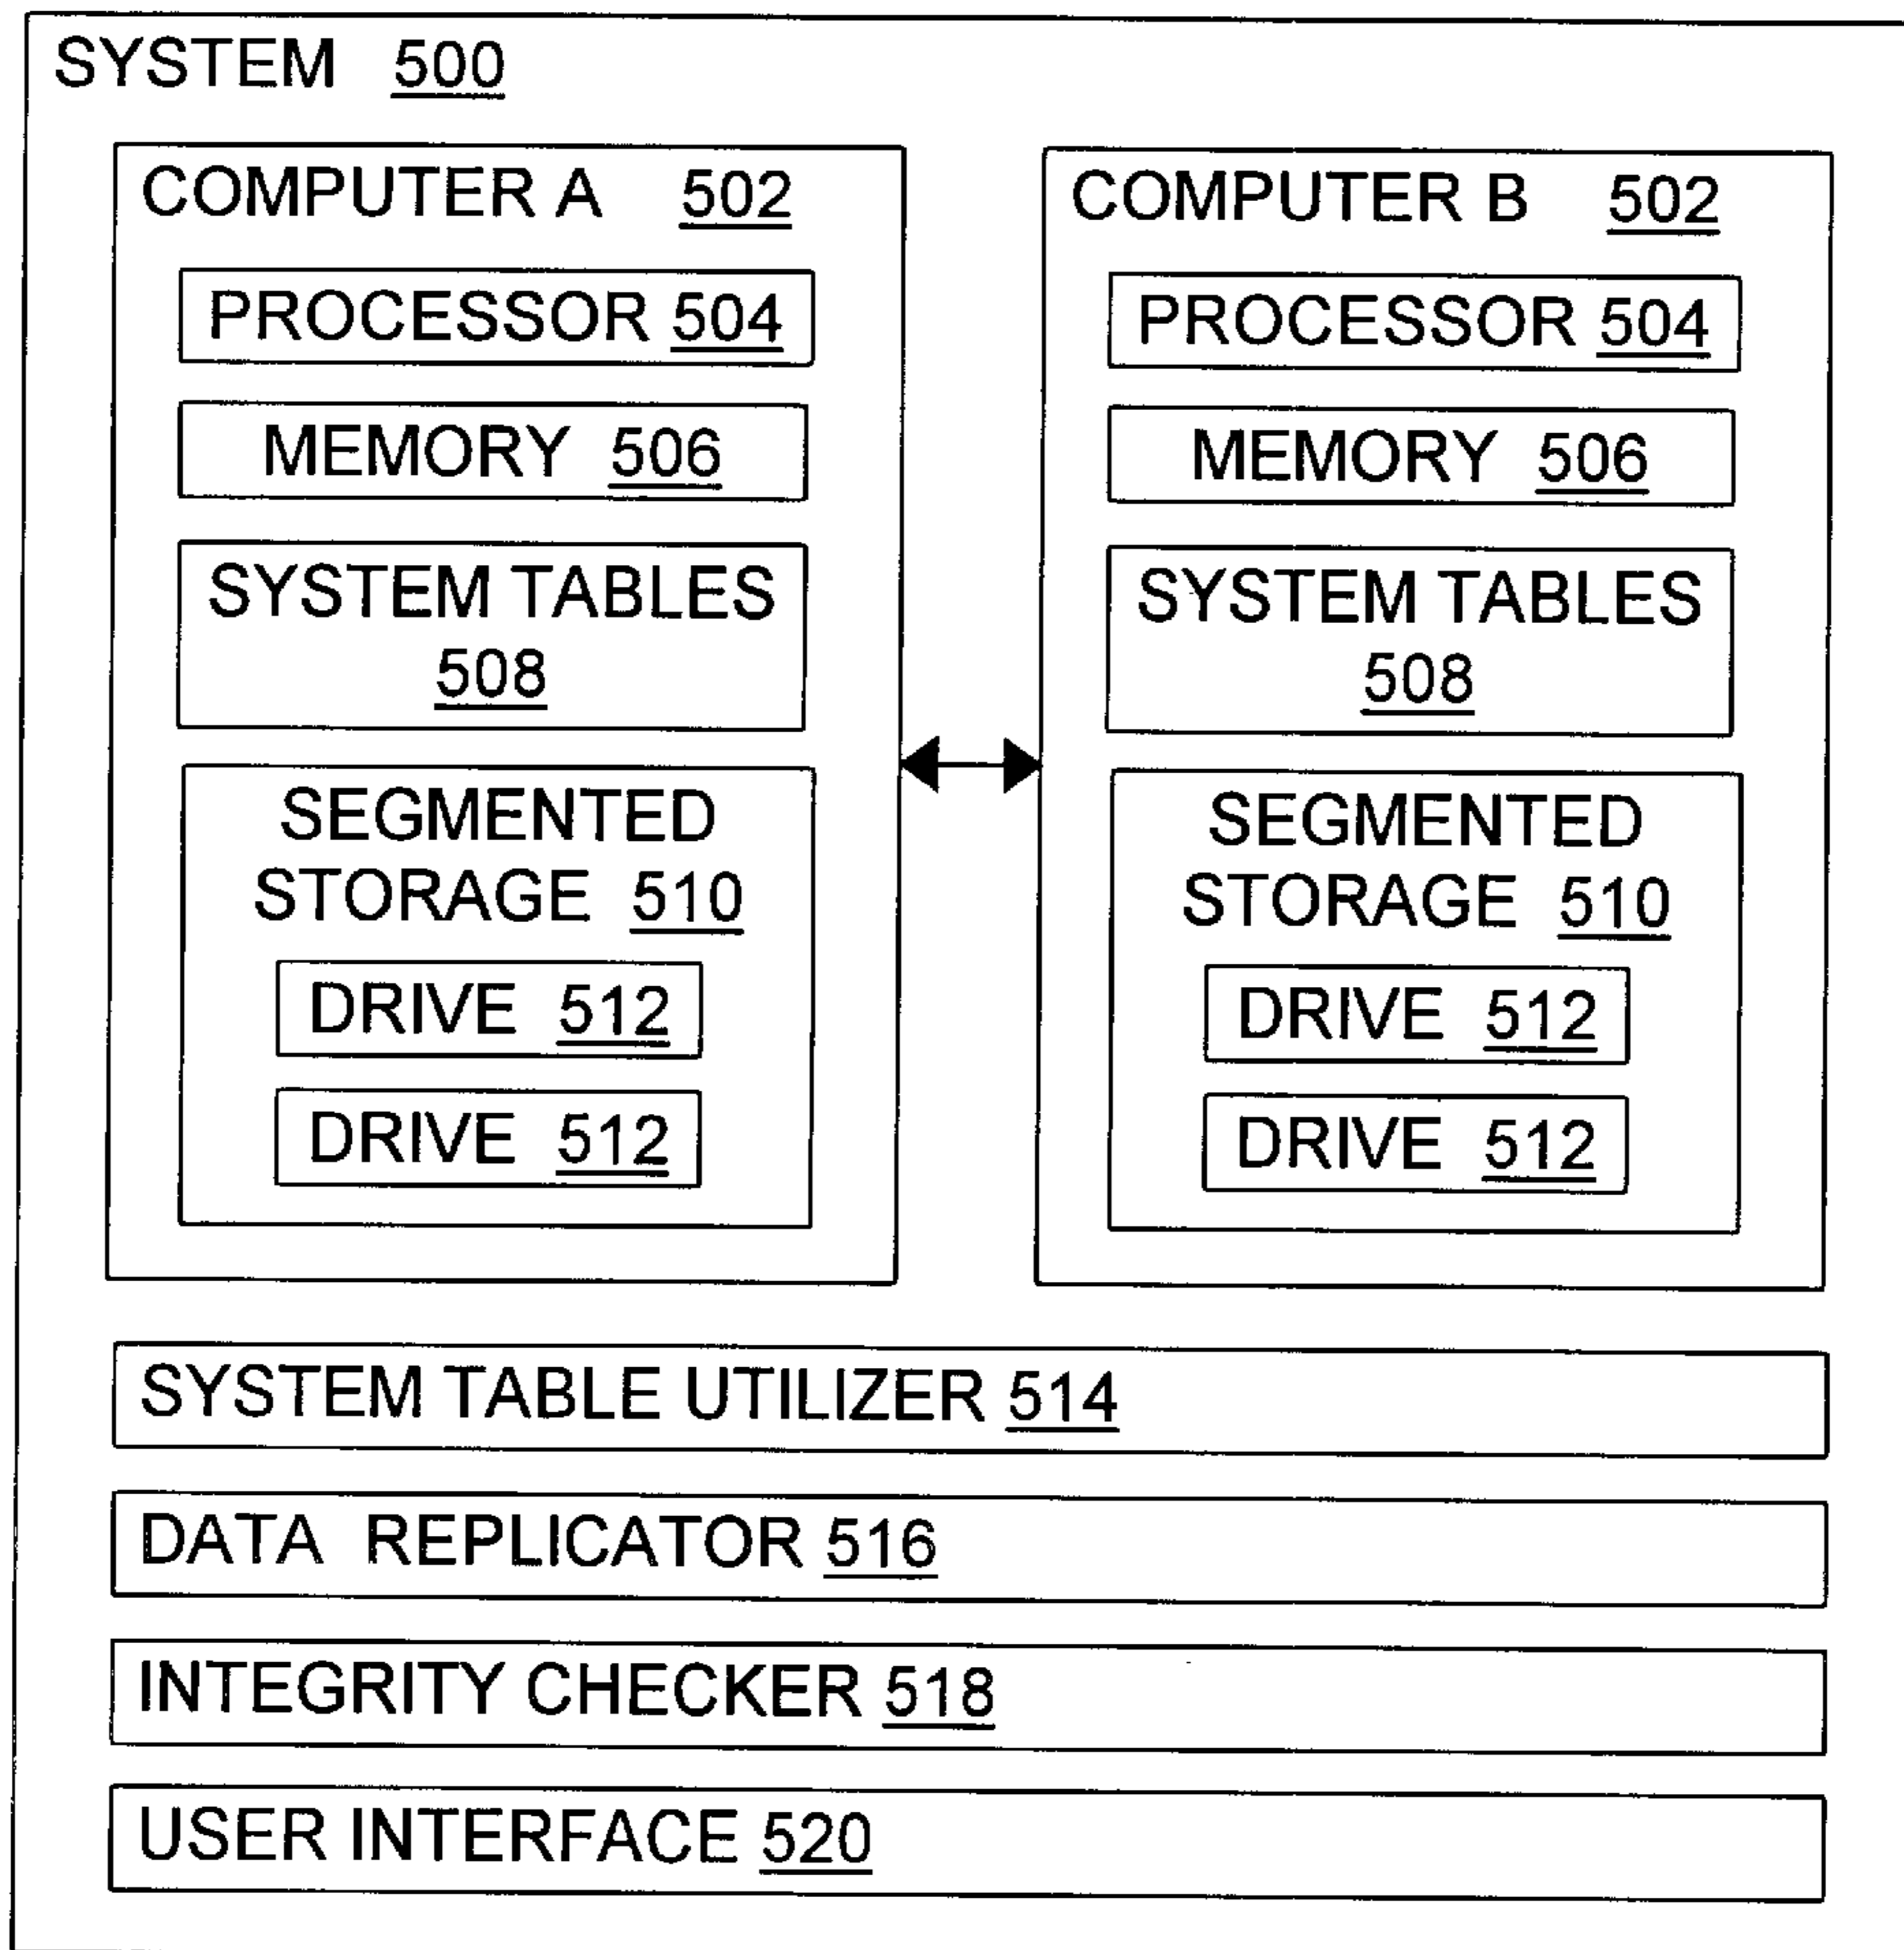 SYSTEM 500
COMPUTER A 502
PROCESSOR 504
MEMORY 506
SYSTEM TABLES
508
SEGMENTED
STORAGE 510
DRIVE 512
DRIVE 512
COMPUTER B 502
PROCESSOR 504
MEMORY 506
SYSTEM TABLES
508
SEGMENTED
STORAGE 510
DRIVE 512
DRIVE 512
SYSTEM TABLE UTILIZER 514
DATA REPLICATOR 516
INTEGRITY CHECKER 518
USER INTERFACE 520